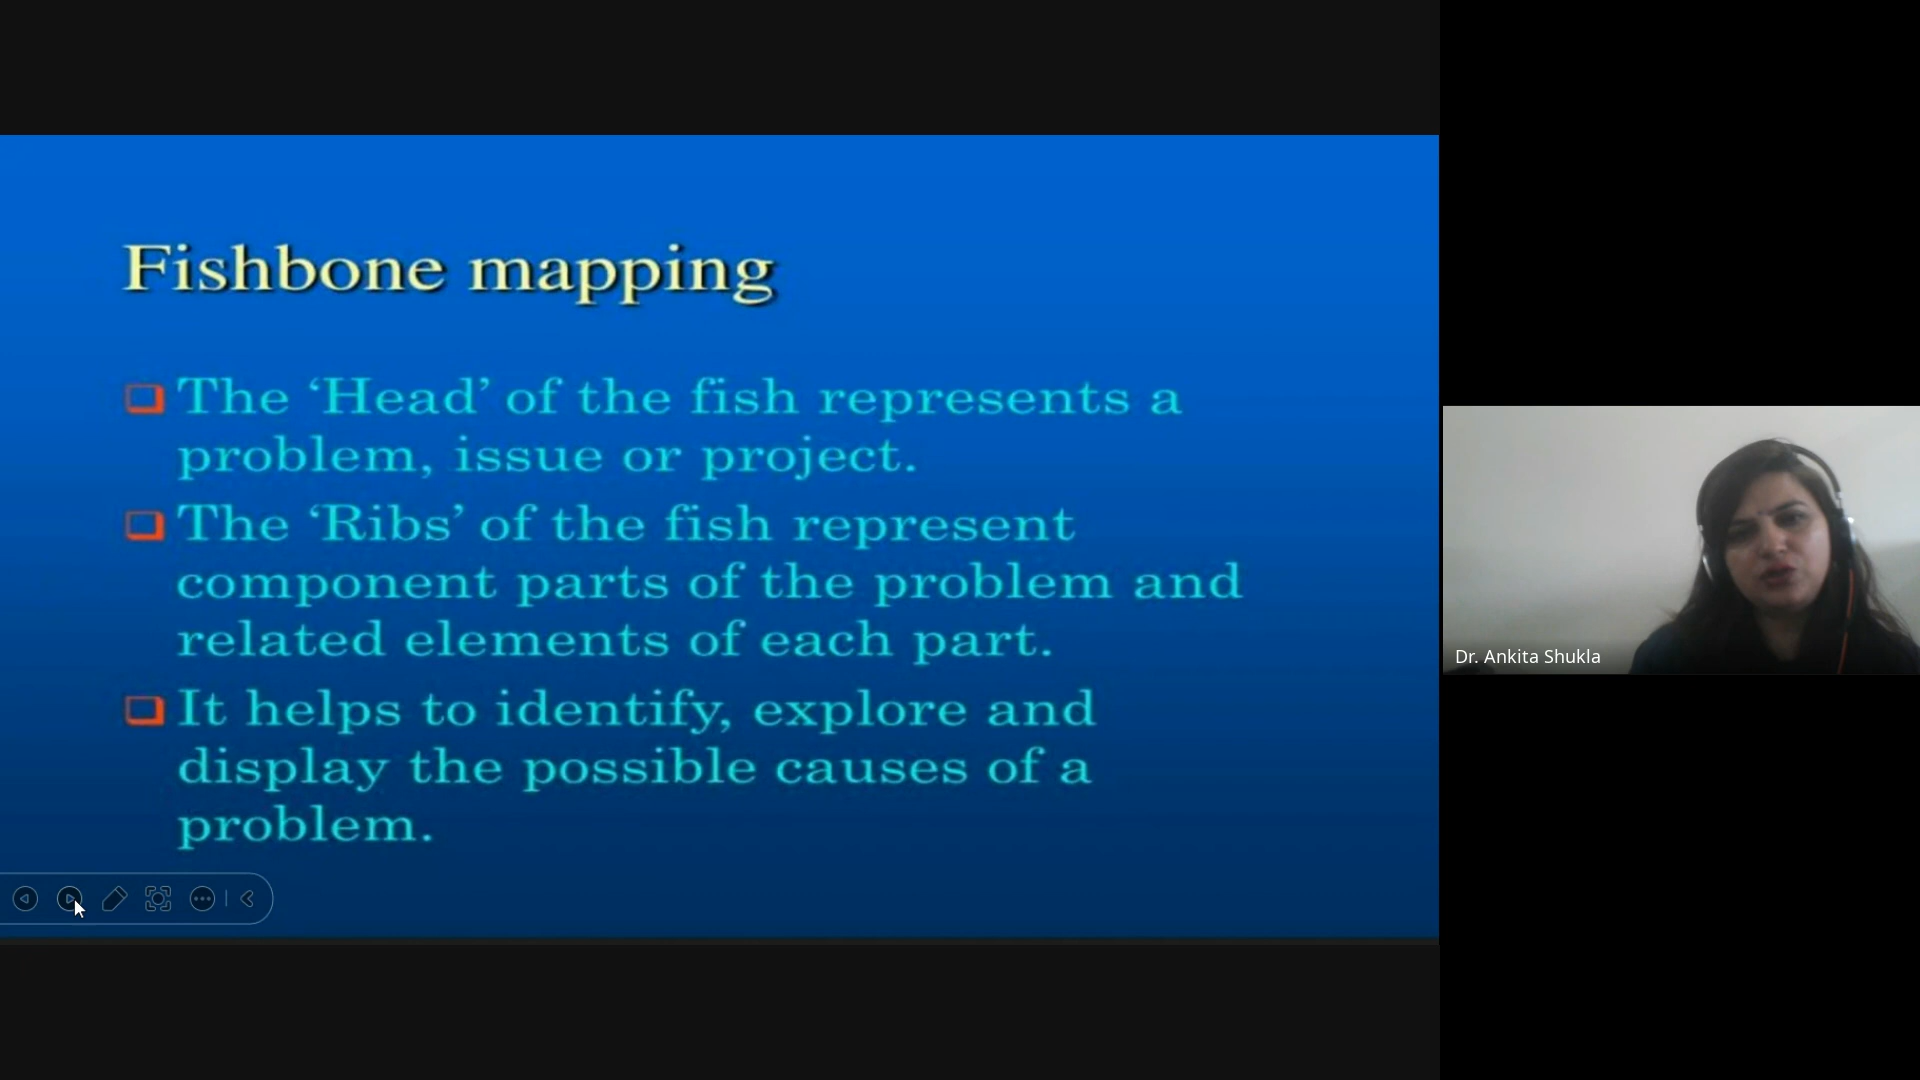 Fishbone mapping
The ‘Head’ of the fish represents a
problem, issue or project.
The ‘Ribs’ of the fish represent
component parts of the problem and
related elements of each part.
It helps to identify, explore and
display the possible causes of a
problem.
Dr. Ankita Shukla